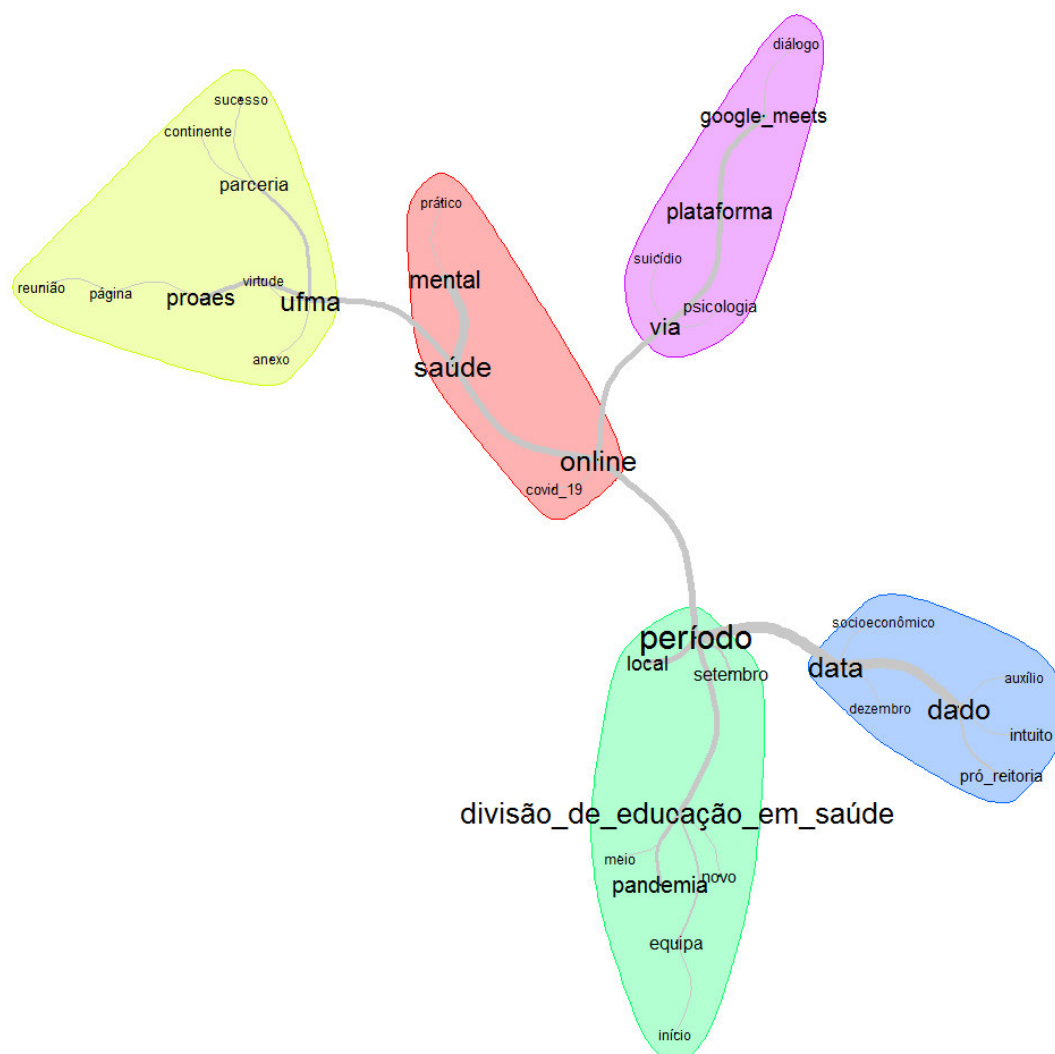 diálogo
google_meets
plataforma
suicídio
psicologia
via
sucesso
continente
parceria
reunião
página
proaes
virtude
ufma
anexo
prático
mental
saúde
online
covid_19
período
local
setembro
divisão_de_educação_em_saúde
meio
pandemia
novo
equipa
início
socioeconômico
data
dezembro
dado
auxílio
intuito
pró_reitoria